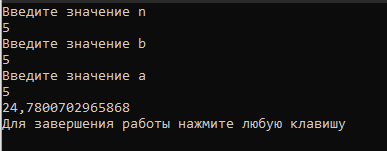 Введите значение n
5
Введите значение b
5
Введите значение a
5
24,7800702965868
Для завершения работы нажмите любую клавишу